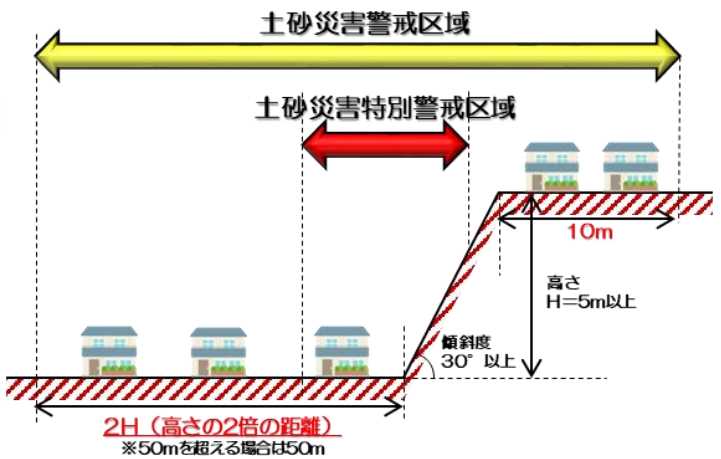 土砂災害警戒区域
土砂災害特別警戒区域
10m
高さ
H=5m以上
傾斜度
30°以上
2H(高さの2倍の距離)
※50mを超える場合は50m